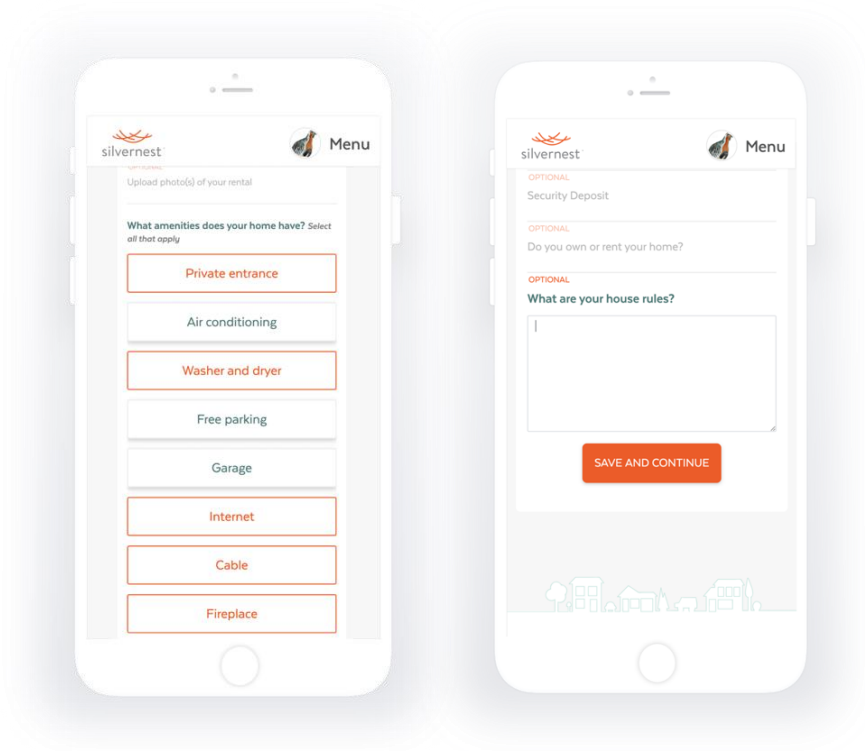 silvernest
Menu
OPTIONAL
Upload photo(s) of your rental
What amenities does your home have? Select
all that apply
Private entrance
Air conditioning
Washer and dryer
Free parking
Garage
Internet
Cable
Fireplace
silvernest
Menu
OPTIONAL
Security Deposit
OPTIONAL
Do you own or rent your home?
OPTIONAL
What are your house rules?
SAVE AND CONTINUE